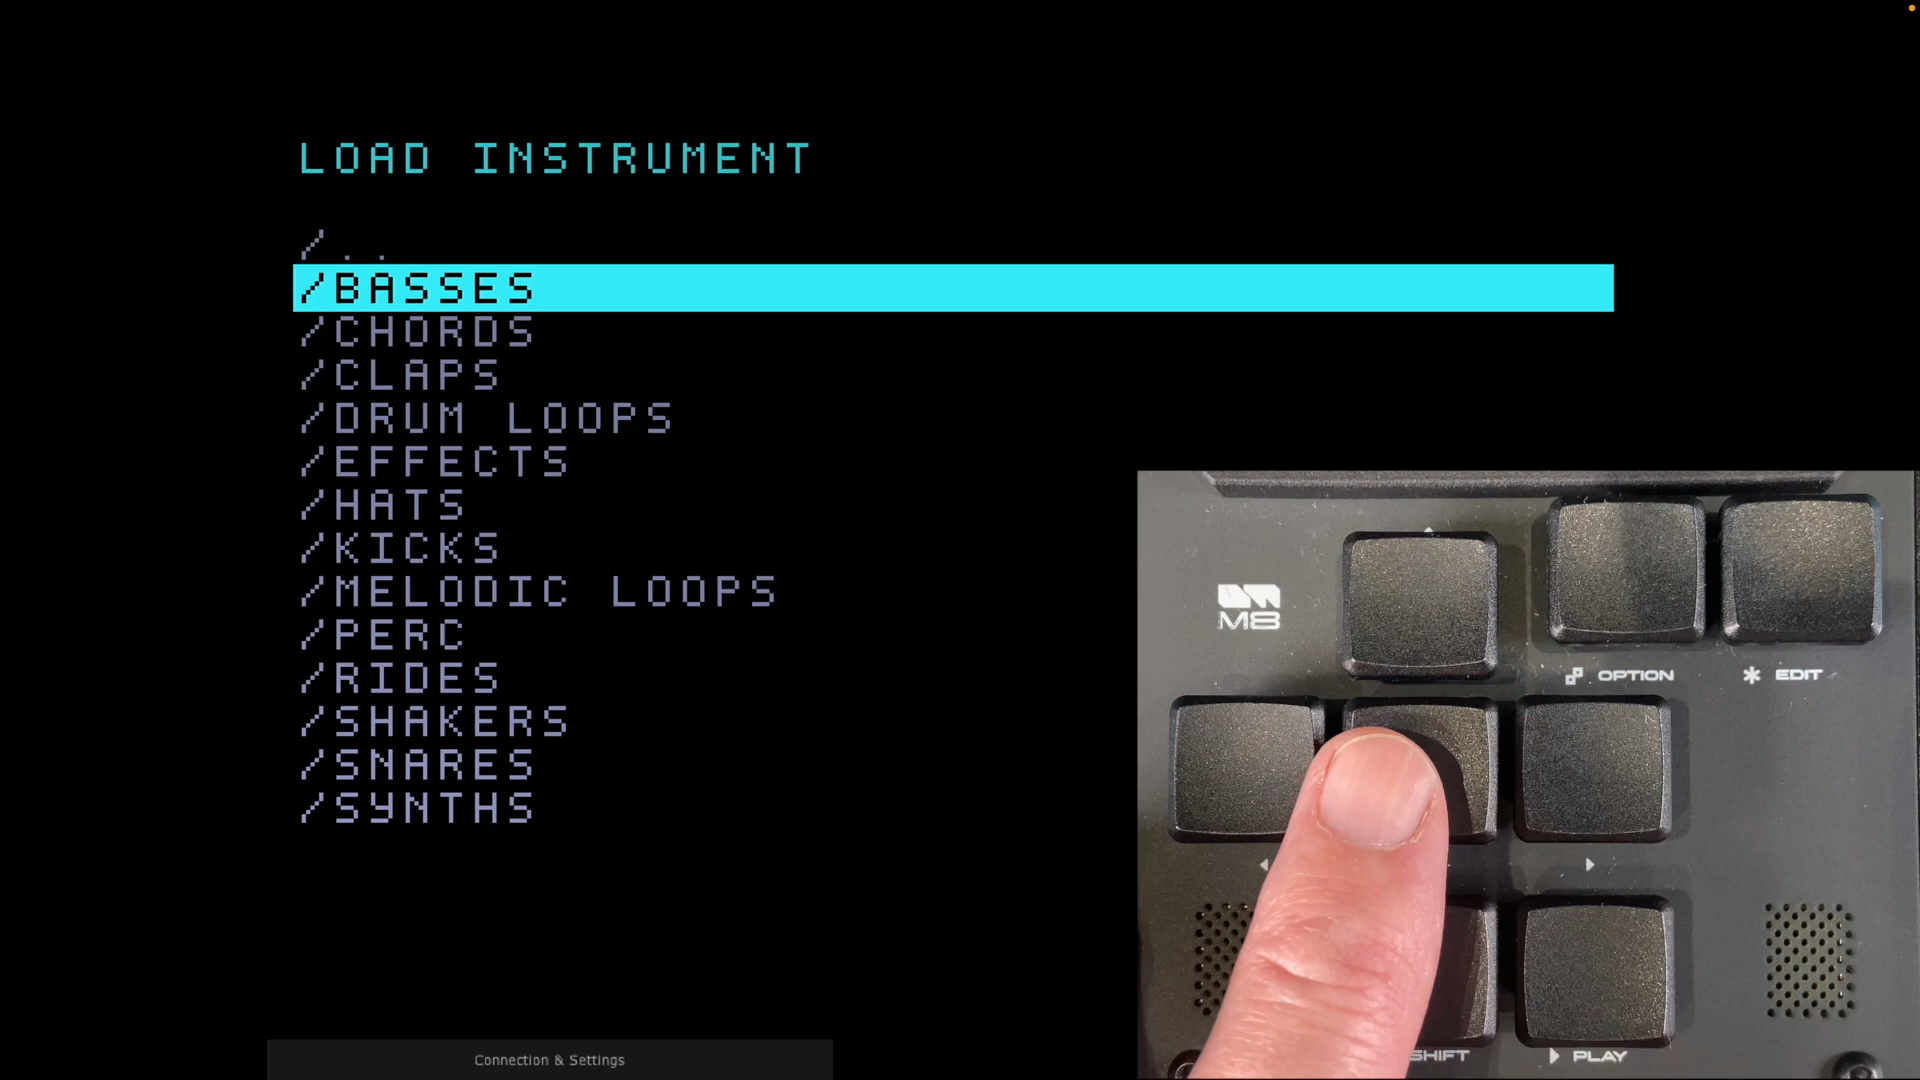 LOAD INSTRUMENT
/..
/BASSES
/CHORDS
/CLAPS
/DRUM LOOPS
/EFFECTS
/HATS
/KICKS
/MELODIC LOOPS
/PERC
/RIDES
/SHAKERS
/SNARES
/SYNTHS
M8
OPTION
EDIT
SHIFT
PLAY
Connection & Settings